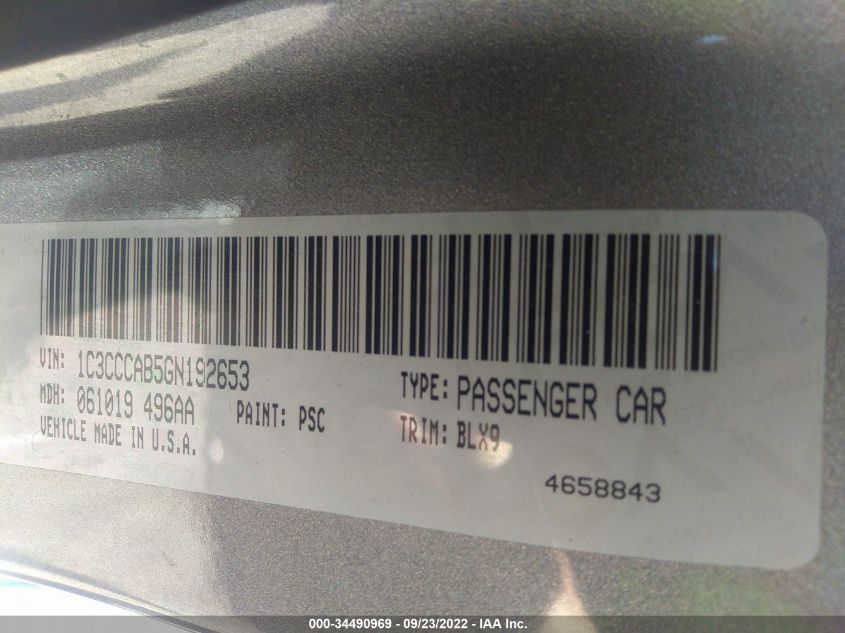 VIN: 1C3CCCAB5GN192653
TYPE: PASSENGER CAR
MDH: 061019 496AA PAINT: PSC
TRIM: BLX9
VEHICLE MADE IN U.S.A.
4658843
000-34490969 - 09/23/2022 - IAA Inc.